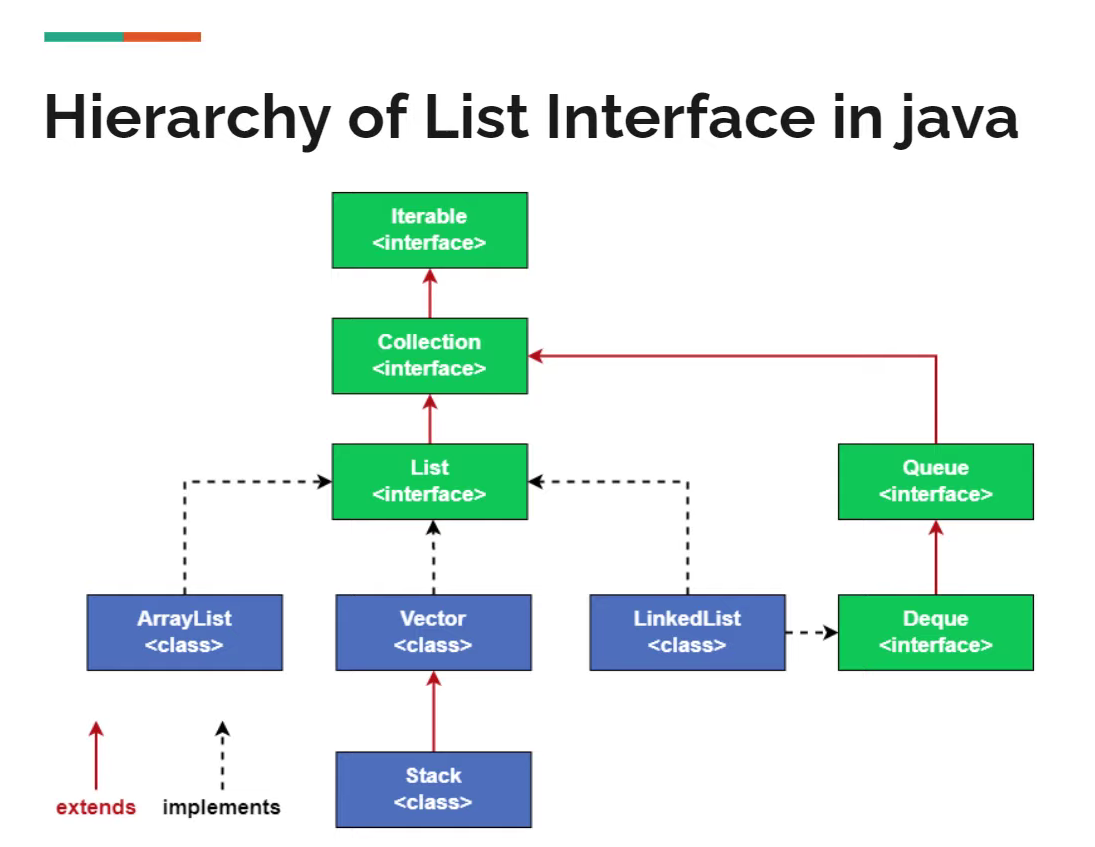 Hierarchy of List Interface in java
Iterable
<interface>
Collection
<interface>
List
<interface>
Queue
<interface>
ArrayList
<class>
Vector
<class>
LinkedList
<class>
Deque
<interface>
Stack
<class>
extends
implements